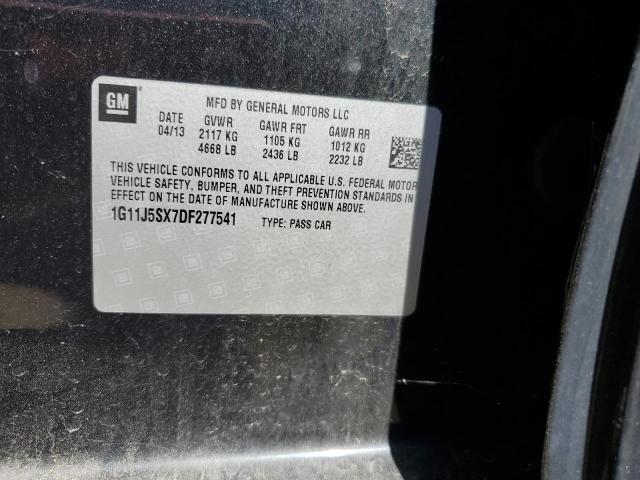 GM
MFD BY GENERAL MOTORS LLC
DATE GVWR GAWR FRT GAWR RR
04/13 2117 KG 1105 KG 1012 KG
4668 LB 2436 LB 2232 LB
THIS VEHICLE CONFORMS TO ALL APPLICABLE U.S. FEDERAL MOTOR
VEHICLE SAFETY, BUMPER, AND THEFT PREVENTION STANDARDS IN
EFFECT ON THE DATE OF MANUFACTURE SHOWN ABOVE.
1G11J5SX7DF277541 TYPE: PASS CAR